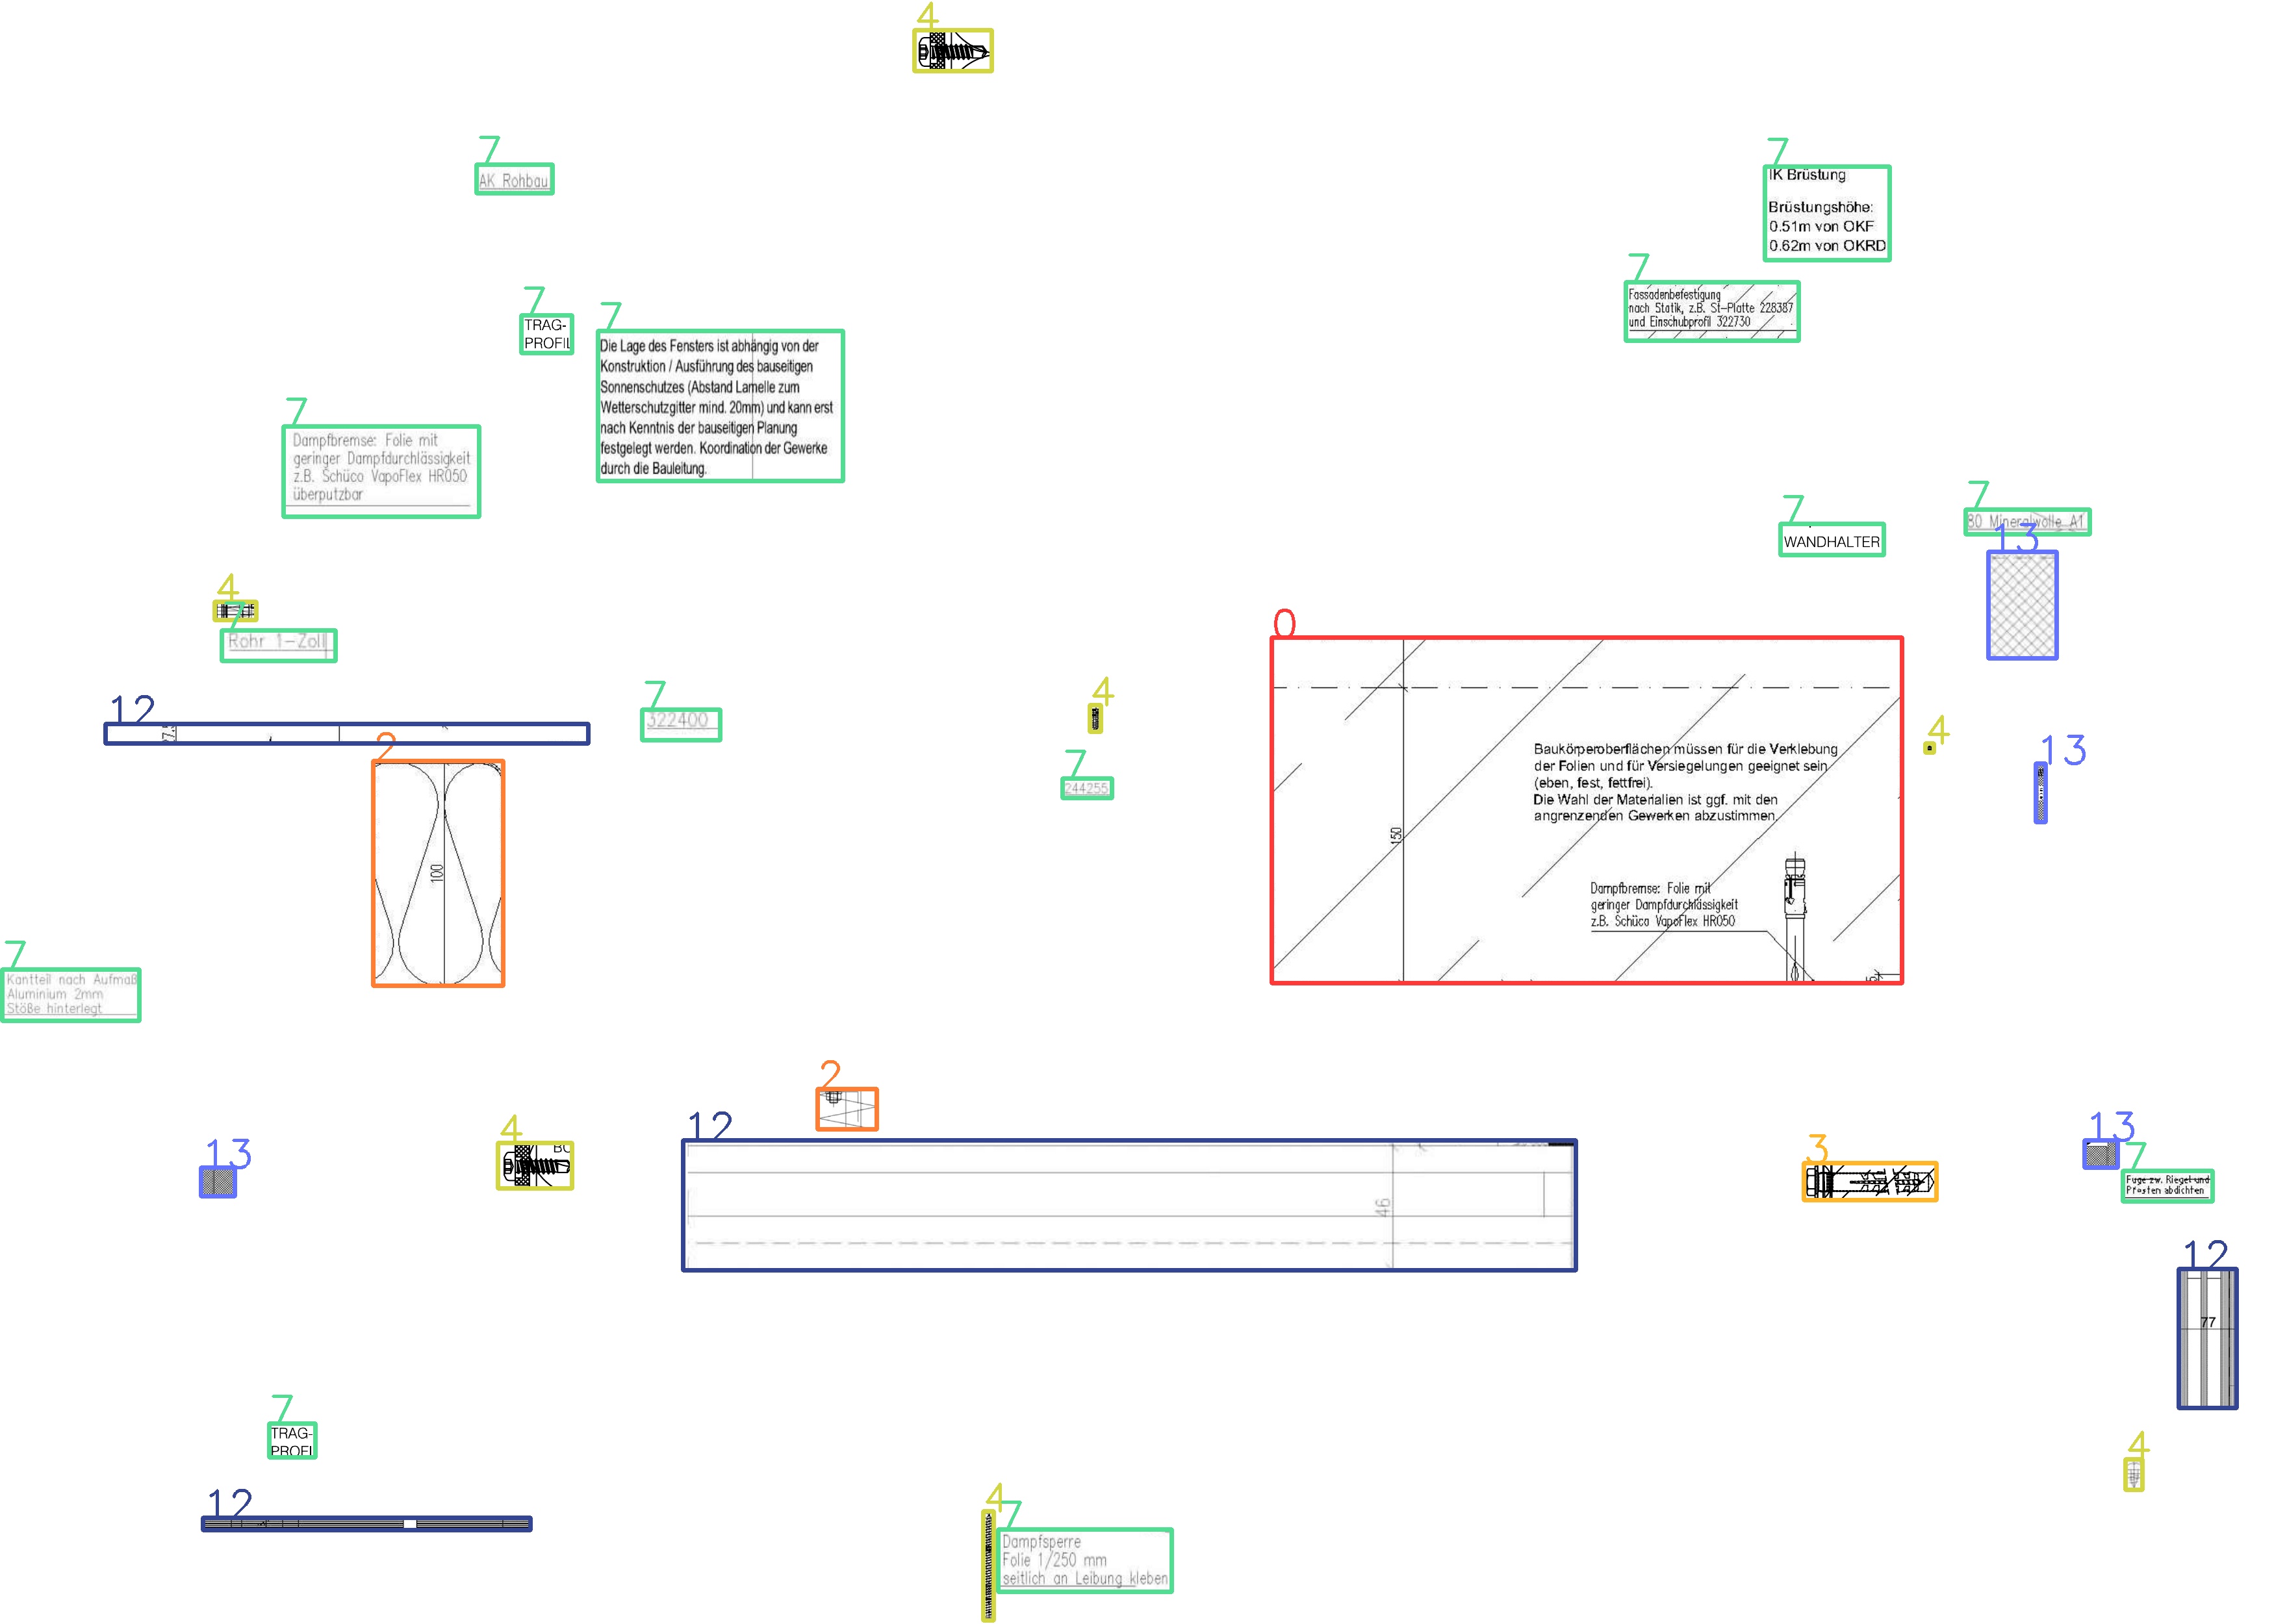 4
7
AK Rohbau
7
IK Brüstung
Brüstungshöhe:
0.51m von OKF
0.62m von OKRD
7
Fassadenbefestigung
nach Statik, z.B. St-Platte 228387
und Einschubprofil 322730
7
TRAG-
PROFIL
7
Die Lage des Fensters ist abhängig von der
Konstruktion / Ausführung des bauseitigen
Sonnenschutzes (Abstand Lamelle zum
Wetterschutzgitter mind. 20mm) und kann erst
nach Kenntnis der bauseitigen Planung
festgelegt werden. Koordination der Gewerke
durch die Bauleitung.
7
Dampfbremse: Folie mit
geringer Dampfdurchlässigkeit
z.B. Schüco VapoFlex HR050
überputzbar
7
WANDHALTER
7
80 Mineralwolle A1
13
4
7
Rohr 1-Zoll
0
150
Baukörperoberflächen müssen für die Verklebung
der Folien und für Versiegelungen geeignet sein
(eben, fest, fettfrei).
Die Wahl der Materialien ist ggf. mit den
angrenzenden Gewerken abzustimmen.
Dampfbremse: Folie mit
geringer Dampfdurchlässigkeit
z.B. Schüco VapoFlex HR050
12
7
322400
4
4
13
2
100
7
244255
7
Kantteil nach Aufmaß
Aluminium 2mm
Stöße hinterlegt
2
12
46
13
4
3
13
7
Fuge zw. Riegel und
Pfosten abdichten
12
77
7
TRAG-
PROFI
4
12
4
7
Dampfsperre
Folie 1/250 mm
seitlich an Leibung kleben